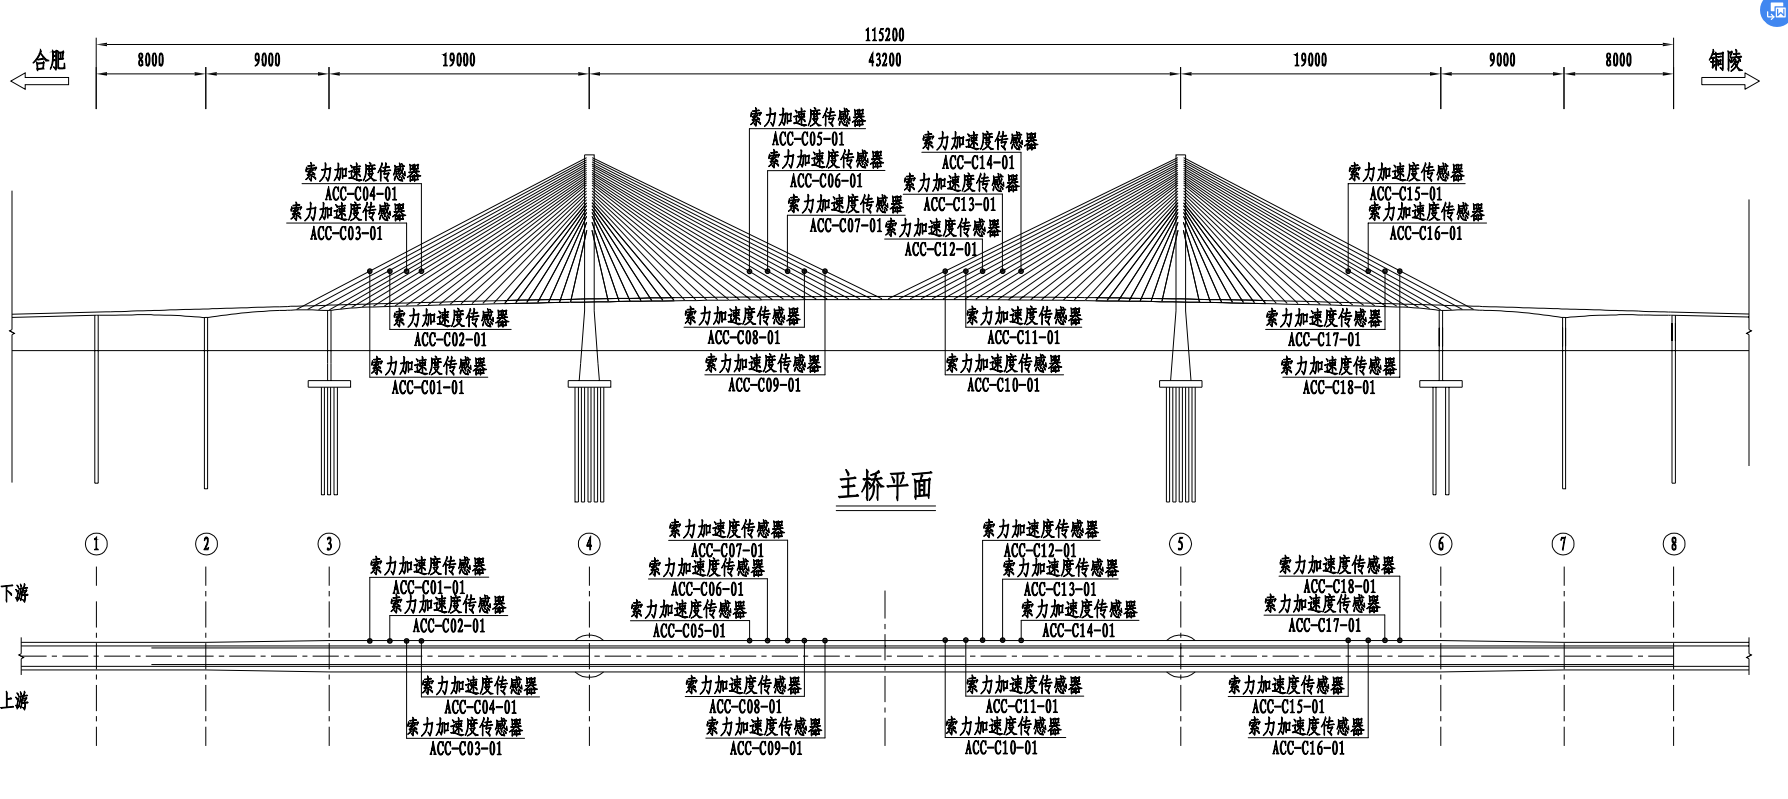 115200
合肥
8000
9000
19000
43200
19000
9000
8000
铜陵
索力加速度传感器
ACC-C05-01
索力加速度传感器
ACC-C14-01
索力加速度传感器
ACC-C06-01
索力加速度传感器
ACC-C04-01
索力加速度传感器
ACC-C15-01
索力加速度传感器
ACC-C13-01
索力加速度传感器
ACC-C07-01
索力加速度传感器
ACC-C03-01
索力加速度传感器
ACC-C16-01
索力加速度传感器
ACC-C12-01
索力加速度传感器
ACC-C02-01
索力加速度传感器
ACC-C08-01
索力加速度传感器
ACC-C11-01
索力加速度传感器
ACC-C17-01
索力加速度传感器
ACC-C01-01
索力加速度传感器
ACC-C09-01
索力加速度传感器
ACC-C10-01
索力加速度传感器
ACC-C18-01
主桥平面
1
2
3
4
5
6
7
8
索力加速度传感器
ACC-C07-01
索力加速度传感器
ACC-C12-01
索力加速度传感器
ACC-C01-01
索力加速度传感器
ACC-C06-01
索力加速度传感器
ACC-C13-01
索力加速度传感器
ACC-C18-01
下游
索力加速度传感器
ACC-C02-01
索力加速度传感器
ACC-C05-01
索力加速度传感器
ACC-C14-01
索力加速度传感器
ACC-C17-01
上游
索力加速度传感器
ACC-C04-01
索力加速度传感器
ACC-C08-01
索力加速度传感器
ACC-C11-01
索力加速度传感器
ACC-C15-01
索力加速度传感器
ACC-C03-01
索力加速度传感器
ACC-C09-01
索力加速度传感器
ACC-C10-01
索力加速度传感器
ACC-C16-01